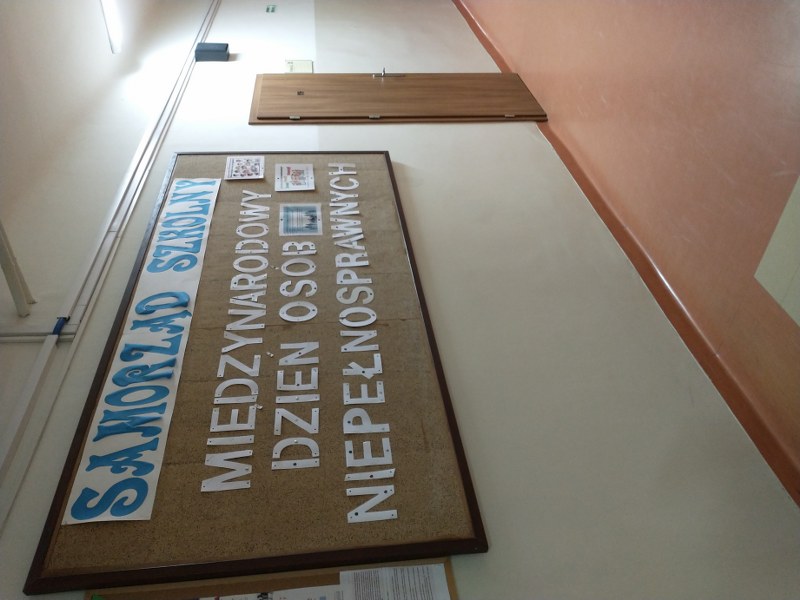 SAMORZĄD SZKOLNY
MIĘDZYNARODOWY
DZIEŃ OSÓB
NIEPEŁNOSPRAWNYCH